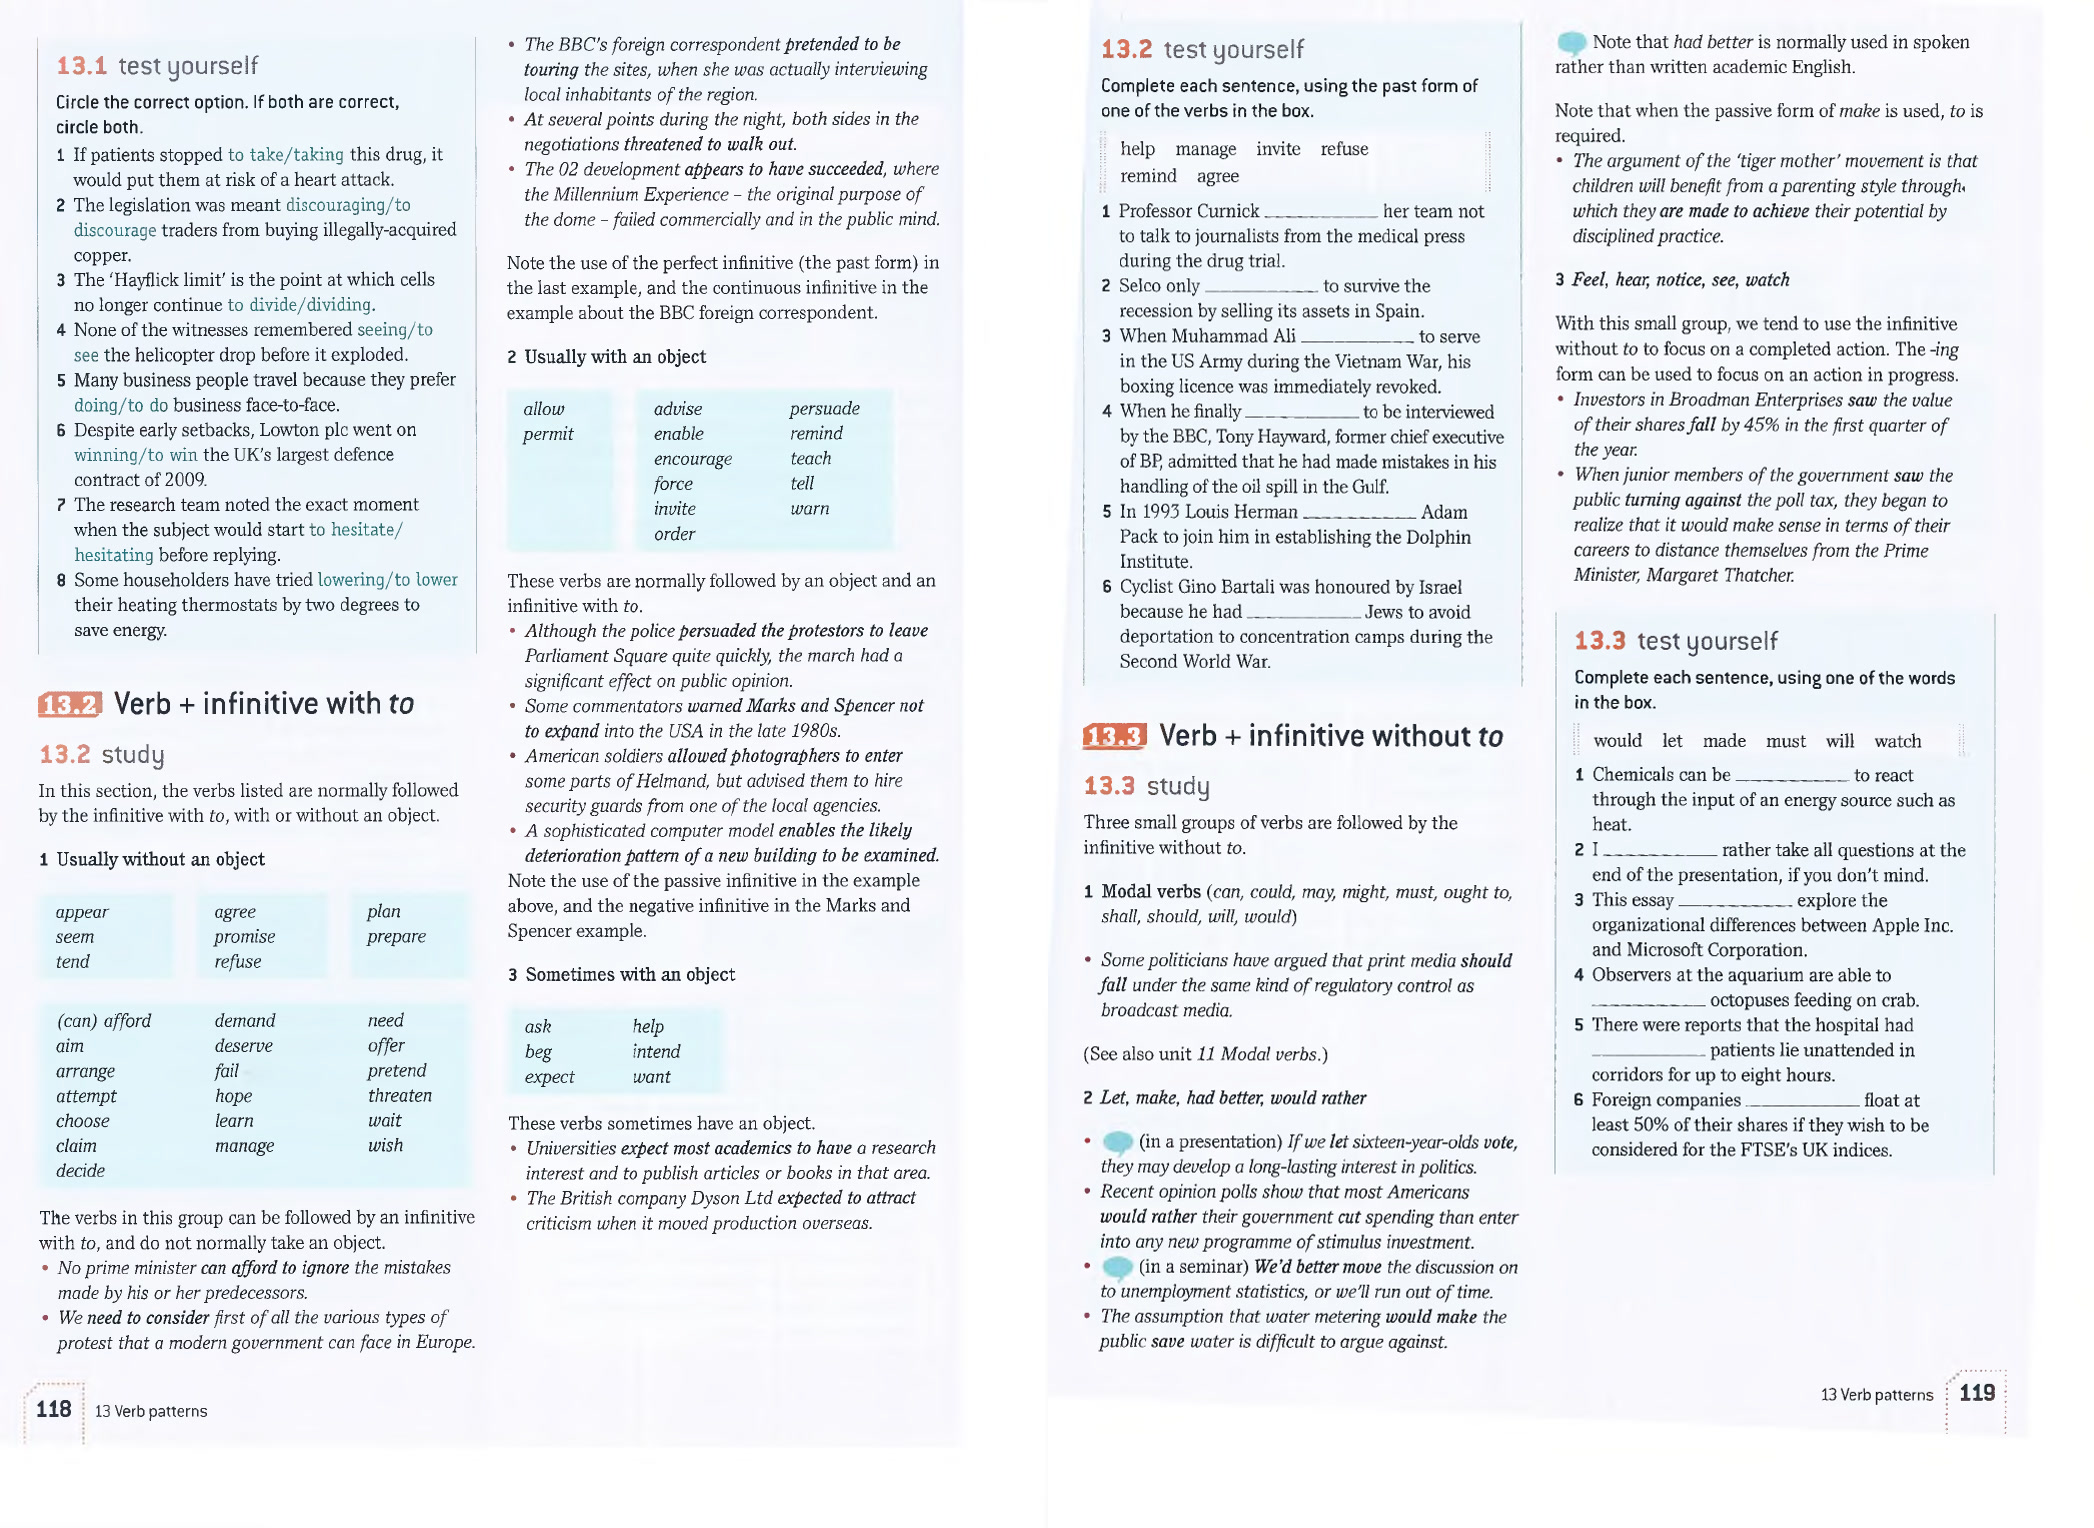 13.1 test yourself
Circle the correct option. If both are correct,
circle both.
1 If patients stopped to take/taking this drug, it
would put them at risk of a heart attack.
2 The legislation was meant discouraging/to
discourage traders from buying illegally-acquired
copper.
3 The ‘Hayflick limit’ is the point at which cells
no longer continue to divide/dividing.
4 None of the witnesses remembered seeing/to
see the helicopter drop before it exploded.
5 Many business people travel because they prefer
doing/to do business face-to-face.
6 Despite early setbacks, Lowton plc went on
winning/to win the UK’s largest defence
contract of 2009.
7 The research team noted the exact moment
when the subject would start to hesitate/
hesitating before replying.
8 Some householders have tried lowering/to lower
their heating thermostats by two degrees to
save energy.
13.2 Verb + infinitive with to
13.2 study
In this section, the verbs listed are normally followed
by the infinitive with to, with or without an object.
1 Usually without an object
appear agree plan
seem promise prepare
tend refuse
(can) afford demand need
aim deserve offer
arrange fail pretend
attempt hope threaten
choose learn wait
claim manage wish
decide
The verbs in this group can be followed by an infinitive
with to, and do not normally take an object.
• No prime minister can afford to ignore the mistakes
made by his or her predecessors.
• We need to consider first of all the various types of
protest that a modern government can face in Europe.
118 13 Verb patterns
• The BBC’s foreign correspondent pretended to be
touring the sites, when she was actually interviewing
local inhabitants of the region.
• At several points during the night, both sides in the
negotiations threatened to walk out.
• The 02 development appears to have succeeded, where
the Millennium Experience – the original purpose of
the dome – failed commercially and in the public mind.
Note the use of the perfect infinitive (the past form) in
the last example, and the continuous infinitive in the
example about the BBC foreign correspondent.
2 Usually with an object
allow advise persuade
permit enable remind
encourage teach
force tell
invite warn
order
These verbs are normally followed by an object and an
infinitive with to.
• Although the police persuaded the protestors to leave
Parliament Square quite quickly, the march had a
significant effect on public opinion.
• Some commentators warned Marks and Spencer not
to expand into the USA in the late 1980s.
• American soldiers allowed photographers to enter
some parts of Helmand, but advised them to hire
security guards from one of the local agencies.
• A sophisticated computer model enables the likely
deterioration pattern of a new building to be examined.
Note the use of the passive infinitive in the example
above, and the negative infinitive in the Marks and
Spencer example.
3 Sometimes with an object
ask help
beg intend
expect want
These verbs sometimes have an object.
• Universities expect most academics to have a research
interest and to publish articles or books in that area.
• The British company Dyson Ltd expected to attract
criticism when it moved production overseas.
13.2 test yourself
Complete each sentence, using the past form of
one of the verbs in the box.
help manage invite refuse
remind agree
1 Professor Curnick ____________ her team not
to talk to journalists from the medical press
during the drug trial.
2 Selco only ____________ to survive the
recession by selling its assets in Spain.
3 When Muhammad Ali ____________ to serve
in the US Army during the Vietnam War, his
boxing licence was immediately revoked.
4 When he finally ____________ to be interviewed
by the BBC, Tony Hayward, former chief executive
of BP, admitted that he had made mistakes in his
handling of the oil spill in the Gulf.
5 In 1993 Louis Herman ____________ Adam
Pack to join him in establishing the Dolphin
Institute.
6 Cyclist Gino Bartali was honoured by Israel
because he had ____________ Jews to avoid
deportation to concentration camps during the
Second World War.
13.3 Verb + infinitive without to
13.3 study
Three small groups of verbs are followed by the
infinitive without to.
1 Modal verbs (can, could, may, might, must, ought to,
shall, should, will, would)
• Some politicians have argued that print media should
fall under the same kind of regulatory control as
broadcast media.
(See also unit 11 Modal verbs.)
2 Let, make, had better, would rather
• (in a presentation) If we let sixteen-year-olds vote,
they may develop a long-lasting interest in politics.
• Recent opinion polls show that most Americans
would rather their government cut spending than enter
into any new programme of stimulus investment.
• (in a seminar) We’d better move the discussion on
to unemployment statistics, or we’ll run out of time.
• The assumption that water metering would make the
public save water is difficult to argue against.
Note that had better is normally used in spoken
rather than written academic English.
Note that when the passive form of make is used, to is
required.
• The argument of the ‘tiger mother’ movement is that
children will benefit from a parenting style through
which they are made to achieve their potential by
disciplined practice.
3 Feel, hear, notice, see, watch
With this small group, we tend to use the infinitive
without to to focus on a completed action. The -ing
form can be used to focus on an action in progress.
• Investors in Broadman Enterprises saw the value
of their shares fall by 45% in the first quarter of
the year.
• When junior members of the government saw the
public turning against the poll tax, they began to
realize that it would make sense in terms of their
careers to distance themselves from the Prime
Minister, Margaret Thatcher.
13.3 test yourself
Complete each sentence, using one of the words
in the box.
would let made must will watch
1 Chemicals can be ____________ to react
through the input of an energy source such as
heat.
2 I ____________ rather take all questions at the
end of the presentation, if you don’t mind.
3 This essay ____________ explore the
organizational differences between Apple Inc.
and Microsoft Corporation.
4 Observers at the aquarium are able to
____________ octopuses feeding on crab.
5 There were reports that the hospital had
____________ patients lie unattended in
corridors for up to eight hours.
6 Foreign companies ____________ float at
least 50% of their shares if they wish to be
considered for the FTSE’s UK indices.
13 Verb patterns 119